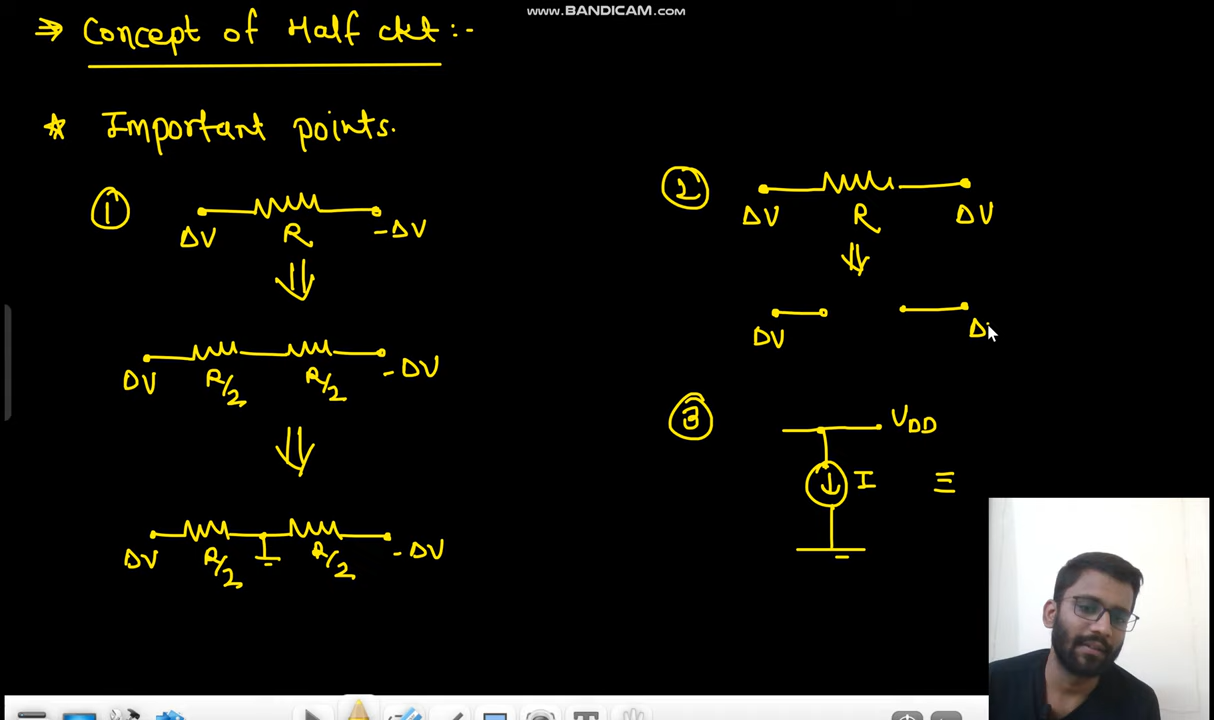 www.BANDICAM.com
⇒ Concept of Half ckt :-
* Important points.
① 
ΔV R -ΔV
⇓
ΔV R/2 R/2 -ΔV
⇓
ΔV R/2 R/2 -ΔV
②
ΔV R ΔV
⇓
ΔV Δ
③
VDD
I ≡